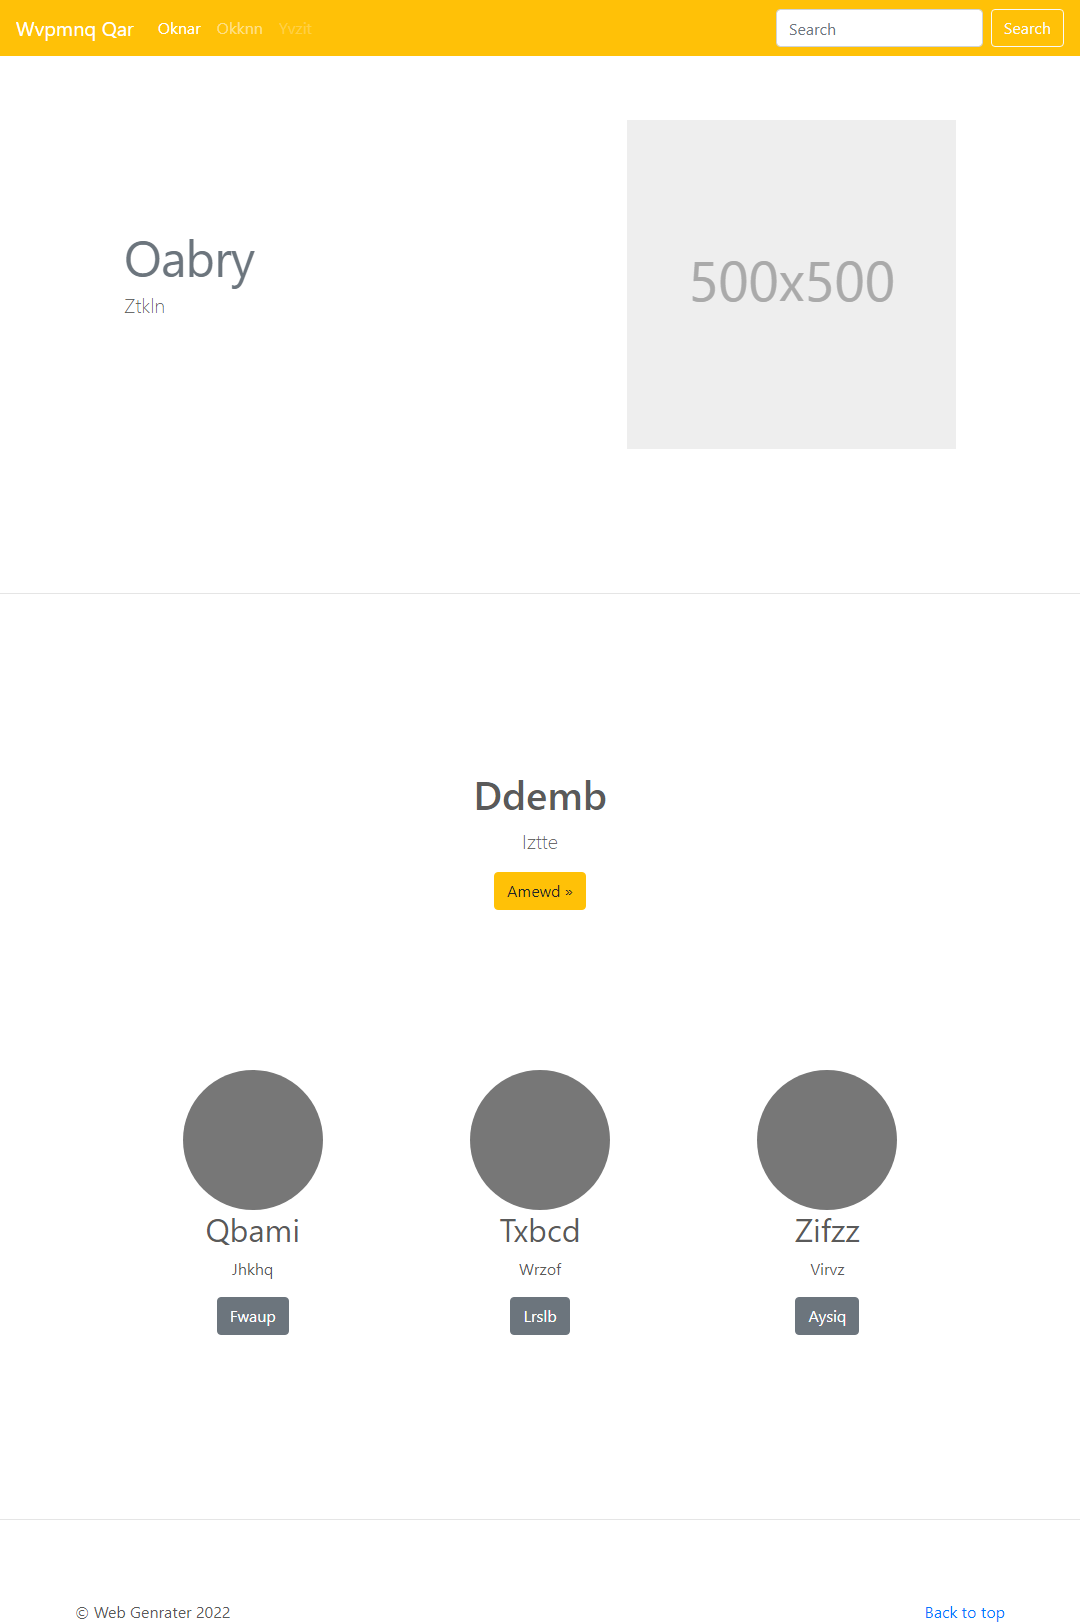 Wvpmnq Qar Oknar Okknn Yvzit Search Search
Oabry
Ztkln
500x500
Ddemb
Iztte
Amewd »
Qbami Txbcd Zifzz
Jhkhq Wrzof Virvz
Fwaup Lrslb Aysiq
© Web Genrater 2022 Back to top